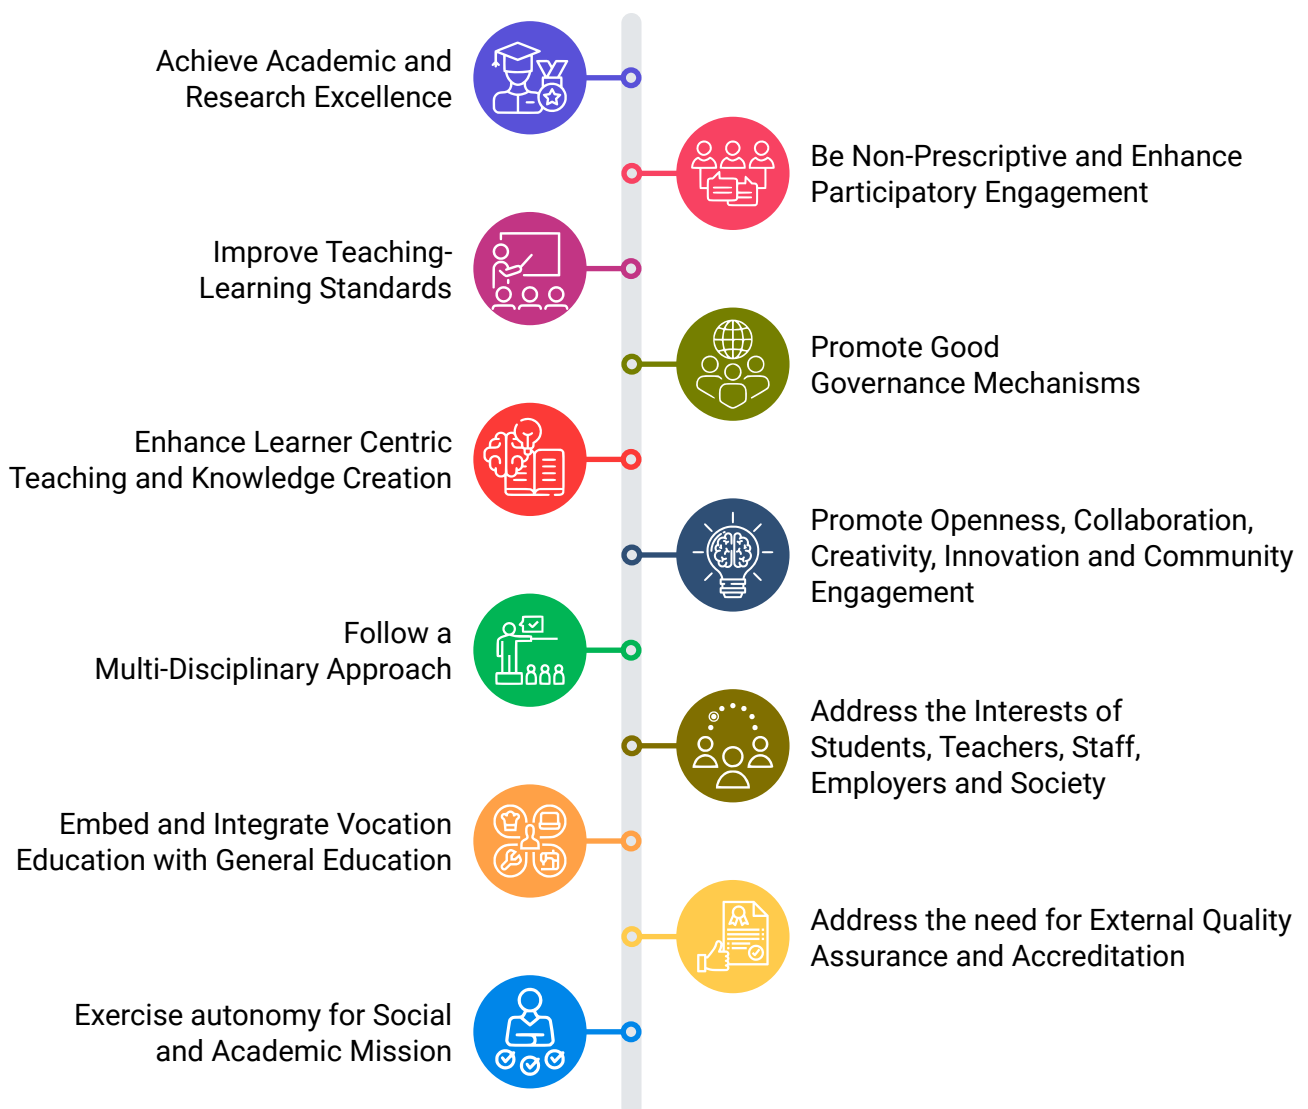 Achieve Academic and
Research Excellence
Be Non-Prescriptive and Enhance
Participatory Engagement
Improve Teaching-
Learning Standards
Promote Good
Governance Mechanisms
Enhance Learner Centric
Teaching and Knowledge Creation
Promote Openness, Collaboration,
Creativity, Innovation and Community
Engagement
Follow a
Multi-Disciplinary Approach
Address the Interests of
Students, Teachers, Staff,
Employers and Society
Embed and Integrate Vocation
Education with General Education
Address the need for External Quality
Assurance and Accreditation
Exercise autonomy for Social
and Academic Mission